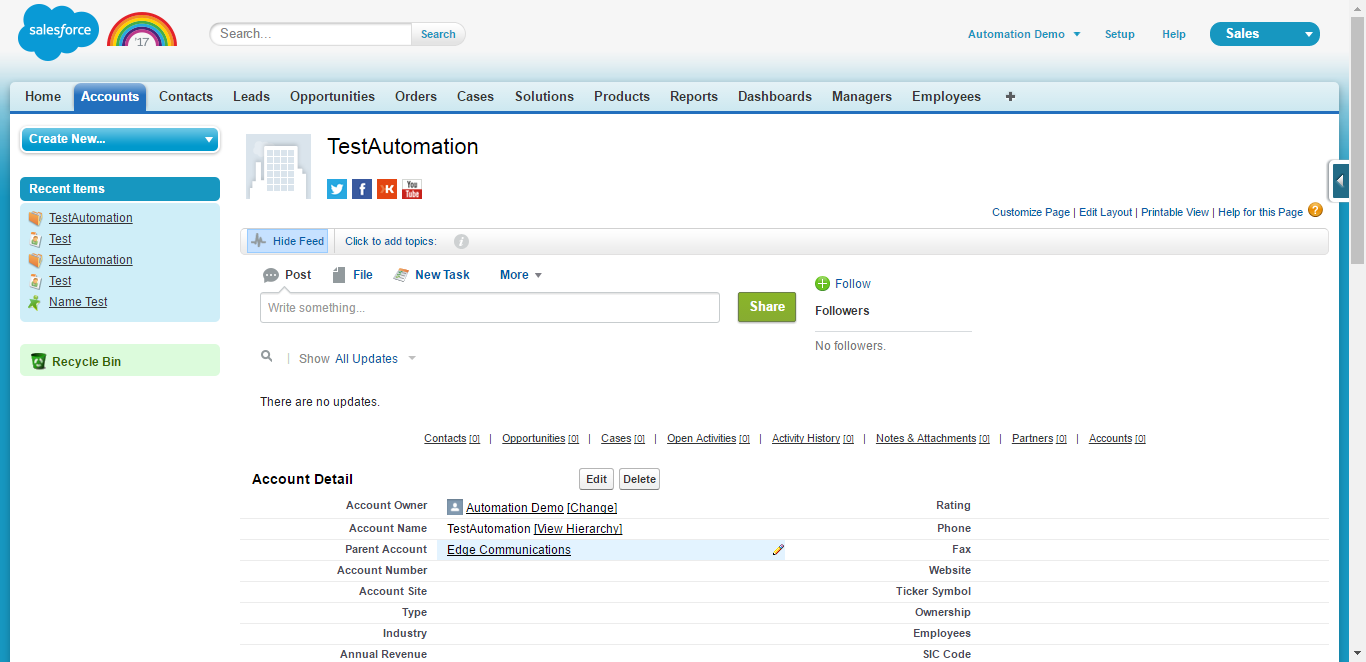 salesforce
'17
Search...
Search
Automation Demo
Setup
Help
Sales
Home Accounts Contacts Leads Opportunities Orders Cases Solutions Products Reports Dashboards Managers Employees +
Create New...
Recent Items
TestAutomation
Test
TestAutomation
Test
Name Test
Recycle Bin
TestAutomation
You Tube
Customize Page | Edit Layout | Printable View | Help for this Page ?
Hide Feed
Click to add topics: i
Post File New Task More
Write something...
Share
Follow
Followers
No followers.
Show All Updates
There are no updates.
Contacts [0] | Opportunities [0] | Cases [0] | Open Activities [0] | Activity History [0] | Notes & Attachments [0] | Partners [0] | Accounts [0]
Account Detail Edit Delete
Account Owner Automation Demo [Change] Rating
Account Name TestAutomation [View Hierarchy] Phone
Parent Account Edge Communications Fax
Account Number Website
Account Site Ticker Symbol
Type Ownership
Industry Employees
Annual Revenue SIC Code